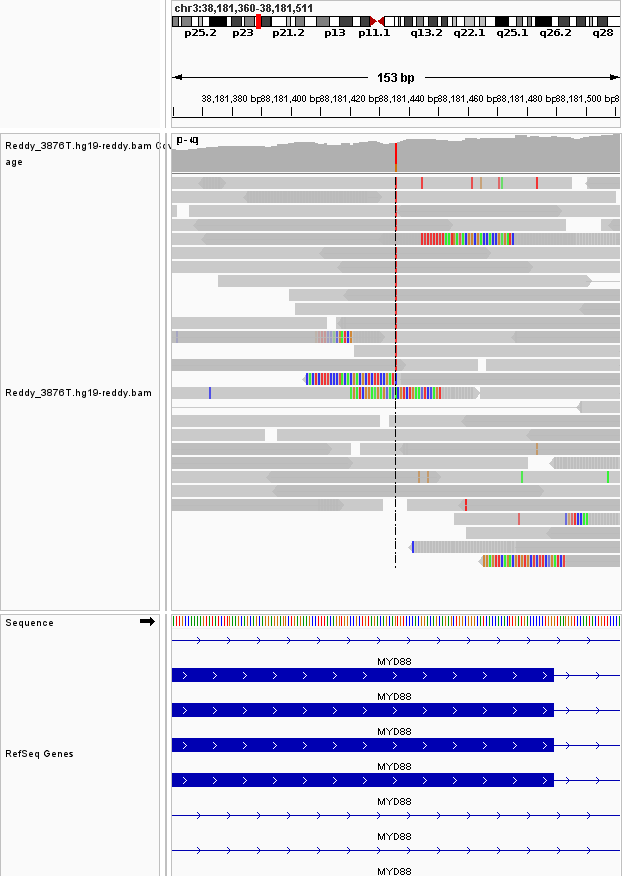 chr3:38,181,360-38,181,511
p25.2 p23 p21.2 p13 p11.1 q13.2 q22.1 q25.1 q26.2 q28
153 bp
38,181,380 bp 38,181,400 bp 38,181,420 bp 38,181,440 bp 38,181,460 bp 38,181,480 bp 38,181,500 bp
Reddy_3876T.hg19-reddy.bam Cov
age
Reddy_3876T.hg19-reddy.bam
Sequence
MYD88
MYD88
MYD88
RefSeq Genes
MYD88
MYD88
MYD88
MYD88